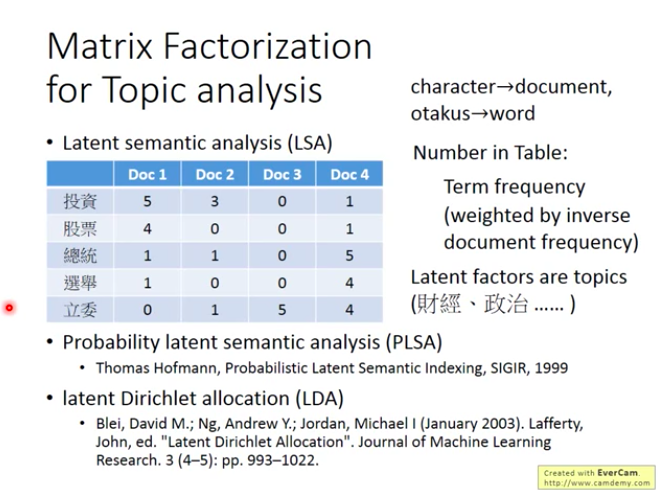 Matrix Factorization
for Topic analysis
character→document,
otakus→word
• Latent semantic analysis (LSA)
Number in Table:
Doc 1 Doc 2 Doc 3 Doc 4
投資 5 3 0 1
股票 4 0 0 1
總統 1 1 0 5
選舉 1 0 0 4
立委 0 1 5 4
Term frequency
(weighted by inverse
document frequency)
Latent factors are topics
(財經、政治 …… )
• Probability latent semantic analysis (PLSA)
• Thomas Hofmann, Probabilistic Latent Semantic Indexing, SIGIR, 1999
• latent Dirichlet allocation (LDA)
• Blei, David M.; Ng, Andrew Y.; Jordan, Michael I (January 2003). Lafferty,
John, ed. "Latent Dirichlet Allocation". Journal of Machine Learning
Research. 3 (4–5): pp. 993–1022.
Created with EverCam.
http://www.camdemy.com